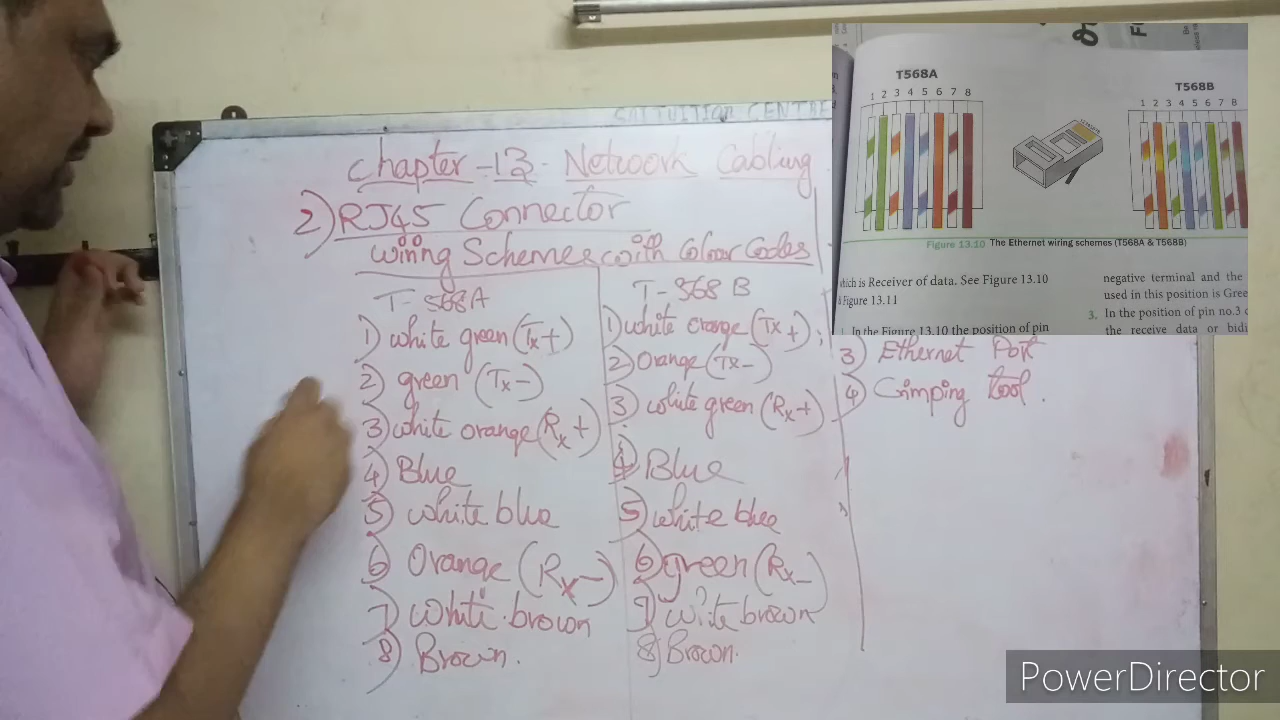 SAI TUITION CENTRE
Chapter-13- Network Cabling
2) RJ45 Connector
wiring Schemes with Colour Codes
T-568A
1) white green (Tx+)
2) green (Tx-)
3) white orange (Rx+)
4) Blue
5) white blue
6) Orange (Rx-)
7) white brown
8) Brown.
T-568B
1) white orange (Tx+);
2) Orange (Tx-)
3) white green (Rx+)
4) Blue
5) white blue
6) green (Rx-)
7) wite brown
8) Brown.
3) Ethernet Port
4) Crimping tool.
T568A
1 2 3 4 5 6 7 8
T568B
1 2 3 4 5 6 7 8
Figure 13.10 The Ethernet wiring schemes (T568A & T568B)
which is Receiver of data. See Figure 13.10
Figure 13.11
In the Figure 13.10 the position of pin
negative terminal and the
used in this position is Gree
3. In the position of pin no.3
the receive data or bidi
PowerDirector